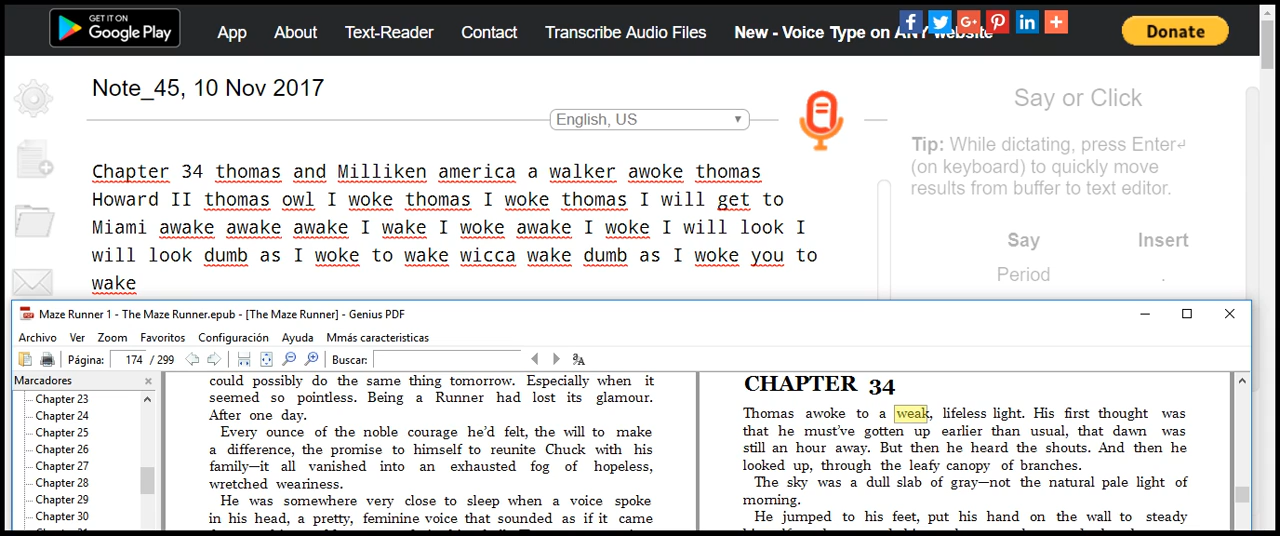 GET IT ON
Google Play
App
About
Text-Reader
Contact
Transcribe Audio Files
New - Voice Type on ANY website
Donate
Note_45, 10 Nov 2017
English, US
Chapter 34 thomas and Milliken america a walker awoke thomas
Howard II thomas owl I woke thomas I woke thomas I will get to
Miami awake awake awake I wake I woke awake I woke I will look I
will look dumb as I woke to wake wicca wake dumb as I woke you to
wake
Say or Click
Tip: While dictating, press Enter↵
(on keyboard) to quickly move
results from buffer to text editor.
Say
Insert
Period
.
Maze Runner 1 - The Maze Runner.epub - [The Maze Runner] - Genius PDF
Archivo
Ver
Zoom
Favoritos
Configuración
Ayuda
Mmás caracteristicas
Página:
174 / 299
Buscar:
Marcadores
Chapter 23
Chapter 24
Chapter 25
Chapter 26
Chapter 27
Chapter 28
Chapter 29
Chapter 30
could possibly do the same thing tomorrow. Especially when it
seemed so pointless. Being a Runner had lost its glamour.
After one day.
Every ounce of the noble courage he'd felt, the will to make
a difference, the promise to himself to reunite Chuck with his
family—it all vanished into an exhausted fog of hopeless,
wretched weariness.
He was somewhere very close to sleep when a voice spoke
in his head, a pretty, feminine voice that sounded as if it came
CHAPTER 34
Thomas awoke to a weak, lifeless light. His first thought was
that he must've gotten up earlier than usual, that dawn was
still an hour away. But then he heard the shouts. And then he
looked up, through the leafy canopy of branches.
The sky was a dull slab of gray—not the natural pale light of
morning.
He jumped to his feet, put his hand on the wall to steady